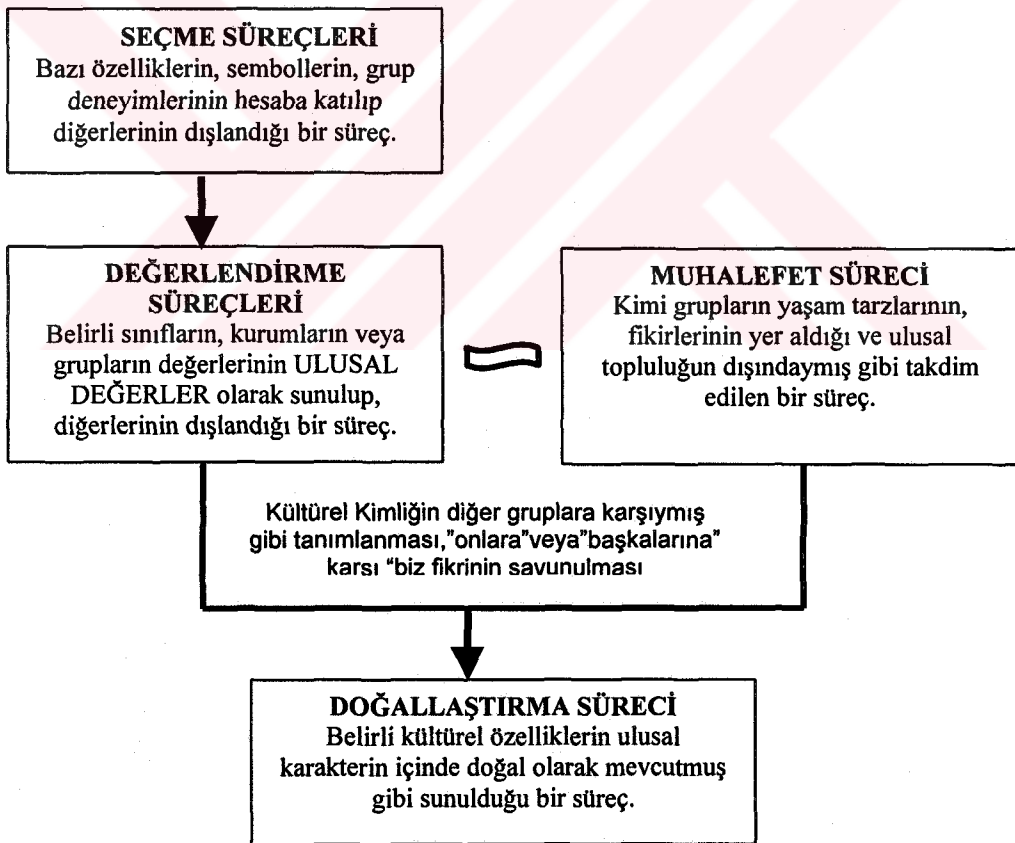 SEÇME SÜREÇLERİ
Bazı özelliklerin, sembollerin, grup
deneyimlerinin hesaba katılıp
diğerlerinin dışlandığı bir süreç.
DEĞERLENDİRME
SÜREÇLERİ
Belirli sınıfların, kurumların veya
grupların değerlerinin ULUSAL
DEĞERLER olarak sunulup,
diğerlerinin dışlandığı bir süreç.
MUHALEFET SÜRECİ
Kimi grupların yaşam tarzlarının,
fikirlerinin yer aldığı ve ulusal
topluluğun dışındaymış gibi takdim
edilen bir süreç.
Kültürel Kimliğin diğer gruplara karşıymış
gibi tanımlanması,"onlara"veya"başkalarına"
karsı "biz fikrinin savunulması
DOĞALLAŞTIRMA SÜRECİ
Belirli kültürel özelliklerin ulusal
karakterin içinde doğal olarak mevcutmuş
gibi sunulduğu bir süreç.